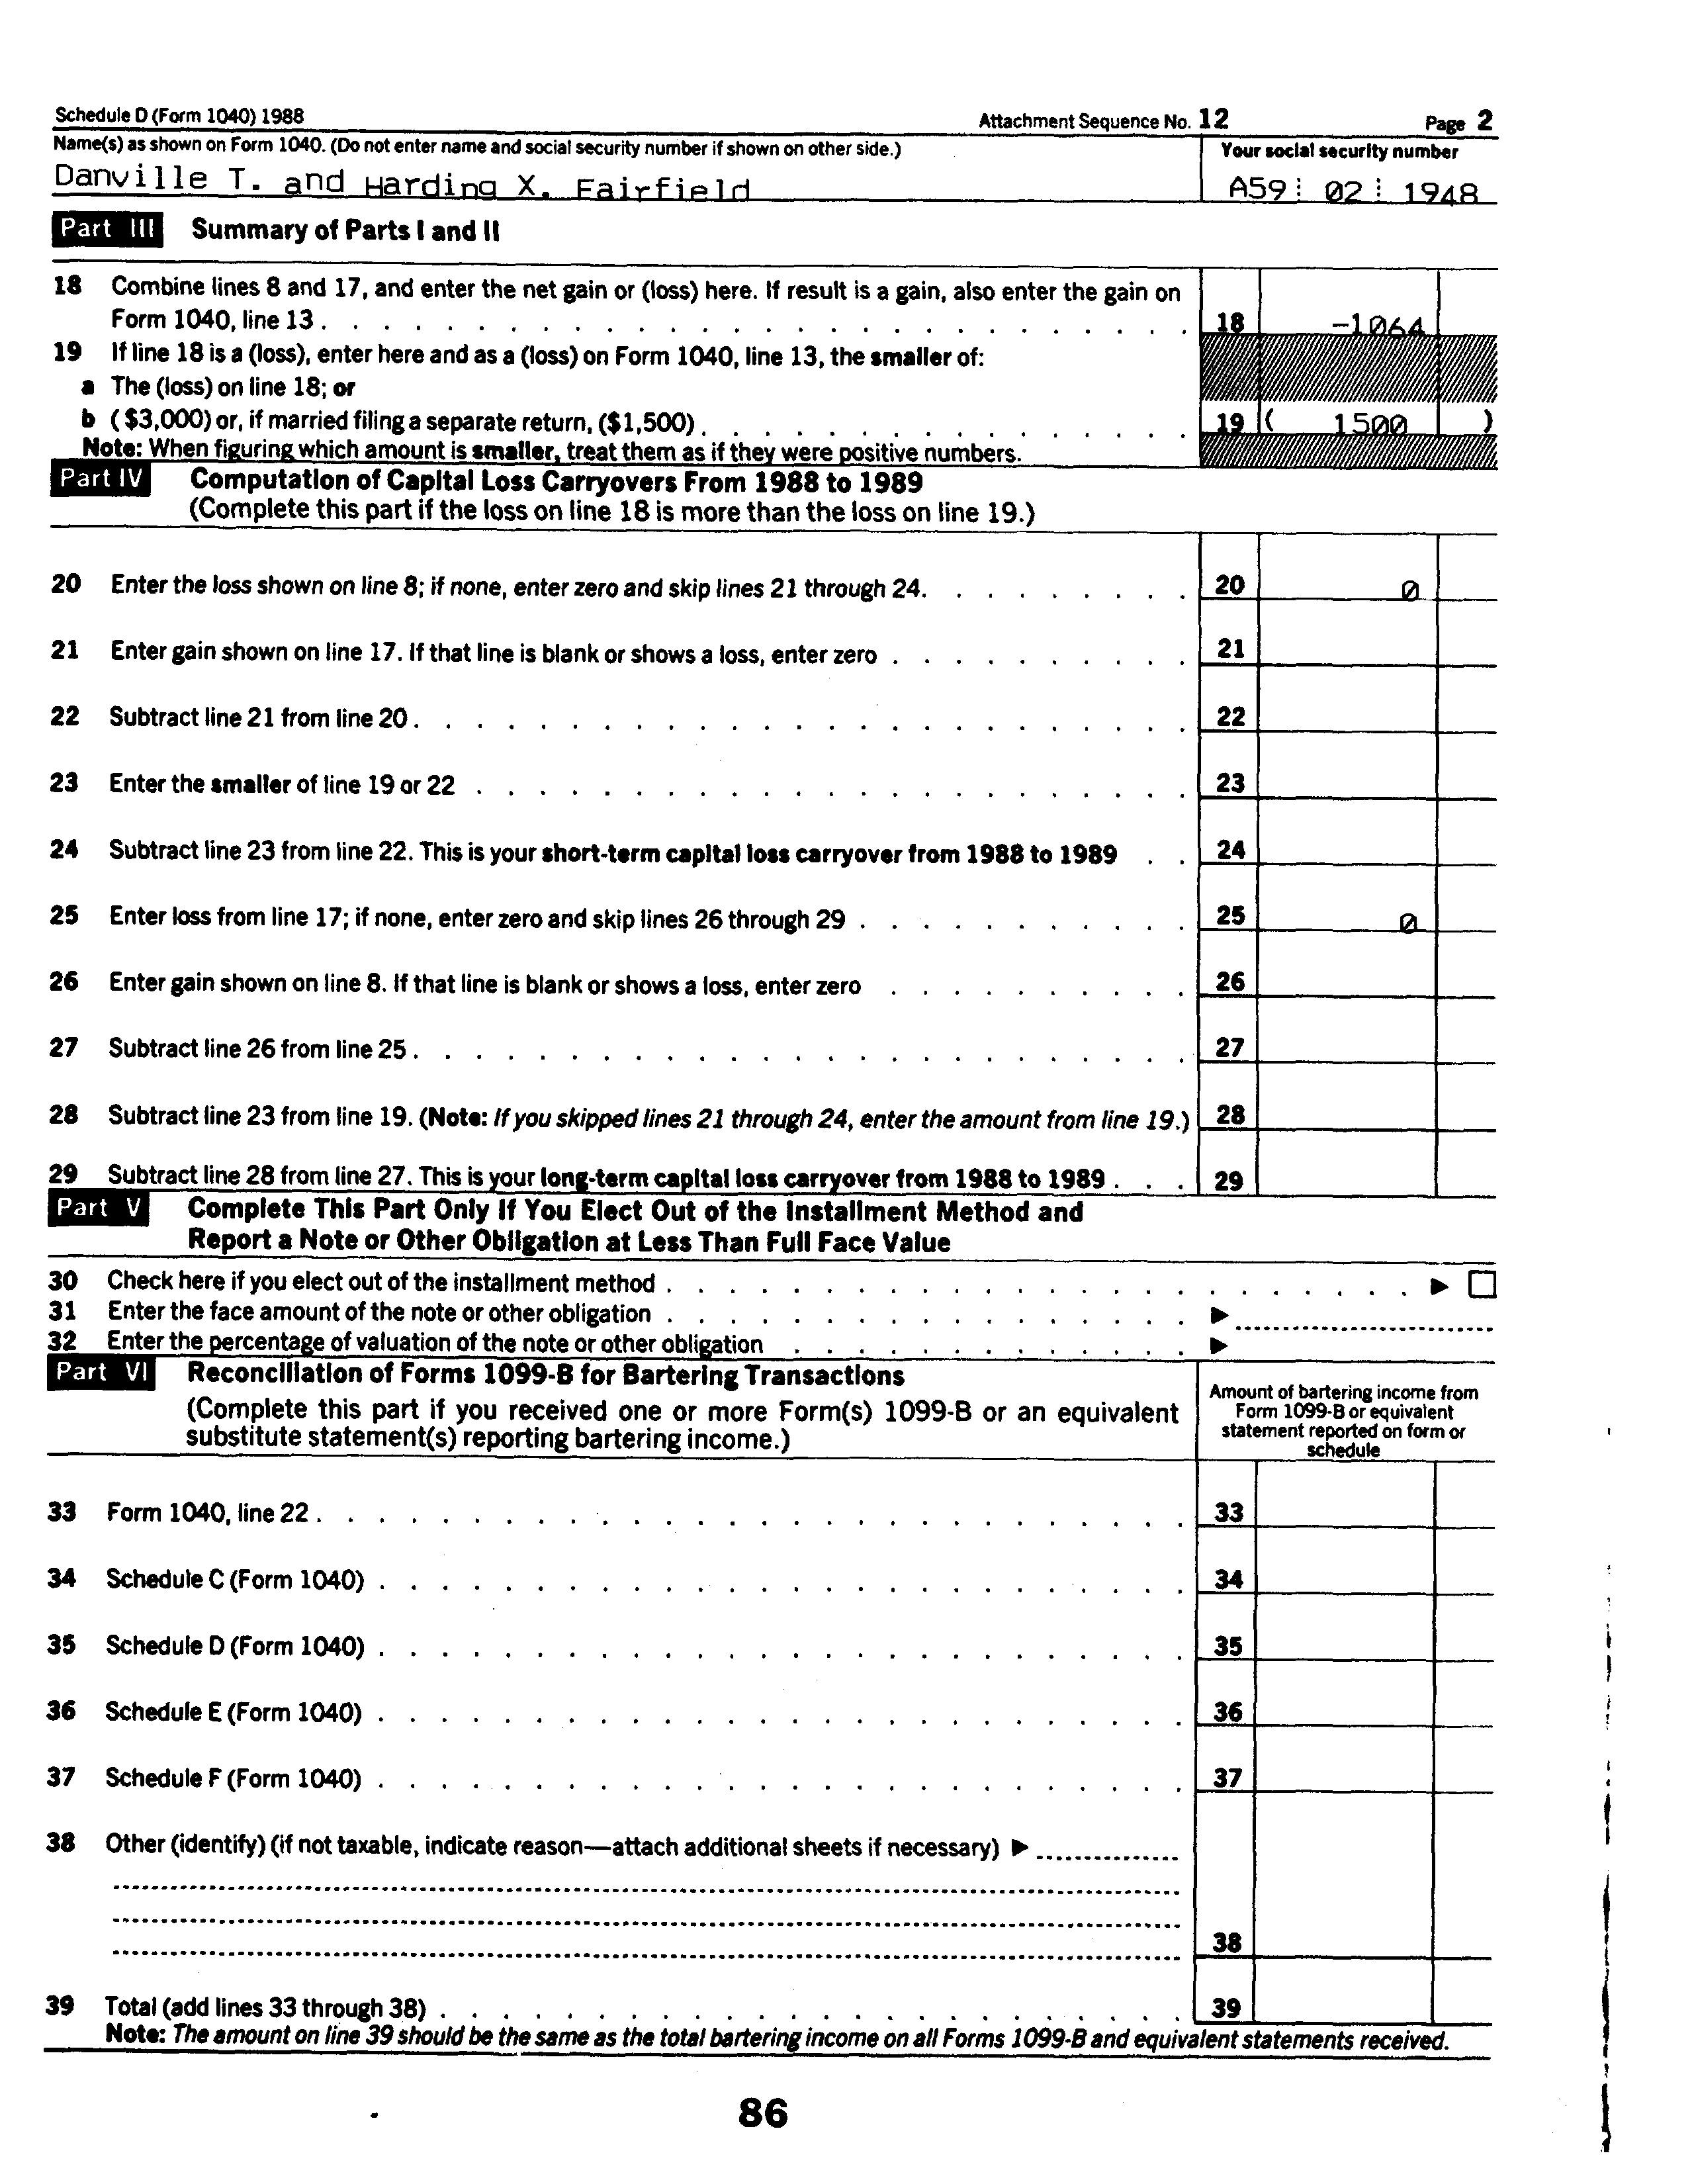 Schedule D (Form 1040) 1988 Attachment Sequence No. 12 Page 2
Name(s) as shown on Form 1040. (Do not enter name and social security number if shown on other side.) Your social security number
Danville T. and Harding X. Fairfield A59 02 1948
Part III Summary of Parts I and II
18 Combine lines 8 and 17, and enter the net gain or (loss) here. If result is a gain, also enter the gain on
Form 1040, line 13 . . . 18 -1064
19 If line 18 is a (loss), enter here and as a (loss) on Form 1040, line 13, the smaller of:
a The (loss) on line 18; or
b ($3,000) or, if married filing a separate return, ($1,500) . . . 19 ( 1500 )
Note: When figuring which amount is smaller, treat them as if they were positive numbers.
Part IV Computation of Capital Loss Carryovers From 1988 to 1989
(Complete this part if the loss on line 18 is more than the loss on line 19.)
20 Enter the loss shown on line 8; if none, enter zero and skip lines 21 through 24. . . . 20 0
21 Enter gain shown on line 17. If that line is blank or shows a loss, enter zero . . . 21
22 Subtract line 21 from line 20 . . . 22
23 Enter the smaller of line 19 or 22 . . . 23
24 Subtract line 23 from line 22. This is your short-term capital loss carryover from 1988 to 1989 . . 24
25 Enter loss from line 17; if none, enter zero and skip lines 26 through 29 . . . 25 0
26 Enter gain shown on line 8. If that line is blank or shows a loss, enter zero . . . 26
27 Subtract line 26 from line 25 . . . 27
28 Subtract line 23 from line 19. (Note: If you skipped lines 21 through 24, enter the amount from line 19.) 28
29 Subtract line 28 from line 27. This is your long-term capital loss carryover from 1988 to 1989 . . . 29
Part V Complete This Part Only If You Elect Out of the Installment Method and
Report a Note or Other Obligation at Less Than Full Face Value
30 Check here if you elect out of the installment method . . . ▶ □
31 Enter the face amount of the note or other obligation . . . ▶
32 Enter the percentage of valuation of the note or other obligation . . . ▶
Part VI Reconciliation of Forms 1099-B for Bartering Transactions
(Complete this part if you received one or more Form(s) 1099-B or an equivalent
substitute statement(s) reporting bartering income.)
Amount of bartering income from
Form 1099-B or equivalent
statement reported on form or
schedule
33 Form 1040, line 22 . . . 33
34 Schedule C (Form 1040) . . . 34
35 Schedule D (Form 1040) . . . 35
36 Schedule E (Form 1040) . . . 36
37 Schedule F (Form 1040) . . . 37
38 Other (identify) (if not taxable, indicate reason—attach additional sheets if necessary) ▶
38
39 Total (add lines 33 through 38) . . . 39
Note: The amount on line 39 should be the same as the total bartering income on all Forms 1099-B and equivalent statements received.
86